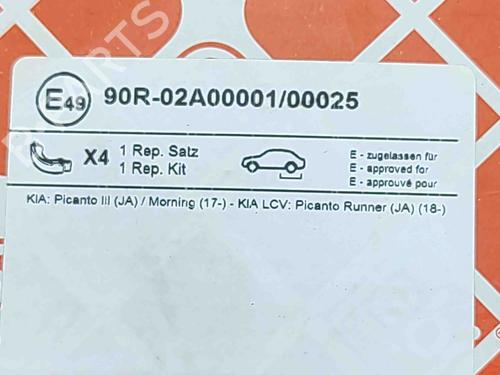 E49 90R-02A00001/00025
X4 1 Rep. Satz
1 Rep. Kit
E - zugelassen für
E - approved for
E - approuvé pour
KIA: Picanto III (JA) / Morning (17-) - KIA LCV: Picanto Runner (JA) (18-)